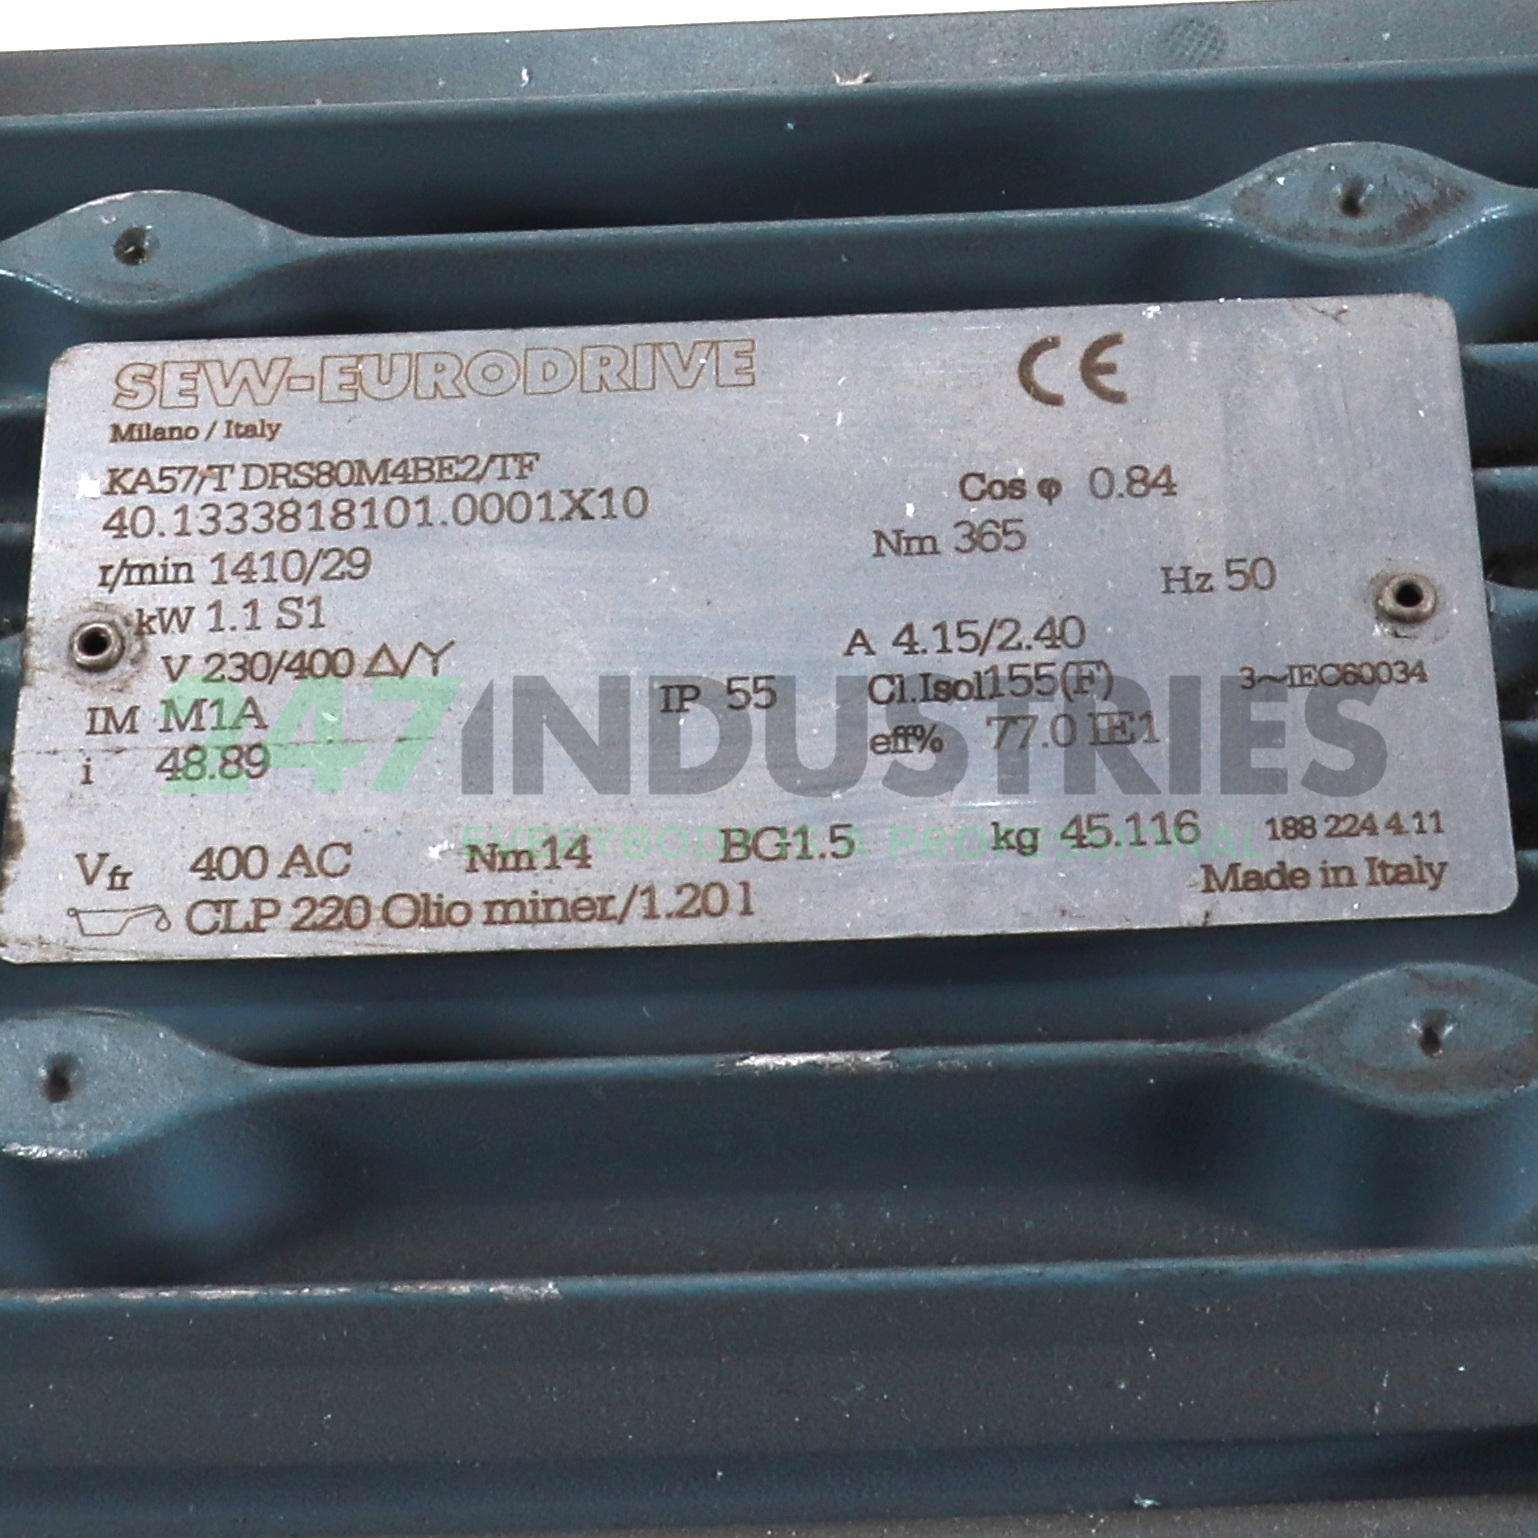 SEW-EURODRIVE
CE
Milano / Italy
KA57/T DRS80M4BE2/TF
Cos φ 0.84
40.1333818101.0001X10
Nm 365
r/min 1410/29
Hz 50
kW 1.1 S1
A 4.15/2.40
V 230/400 Δ/Y
IP 55
Cl.Isol155(F)
3~IEC60034
IM M1A
eff% 77.0 IE1
i 48.89
247INDUSTRIES
EVERYBODY IS A PROFESSIONAL
Vfr 400 AC Nm14 BG1.5 kg 45.116 188 224 4.11
Made in Italy
CLP 220 Olio miner./1.20 l